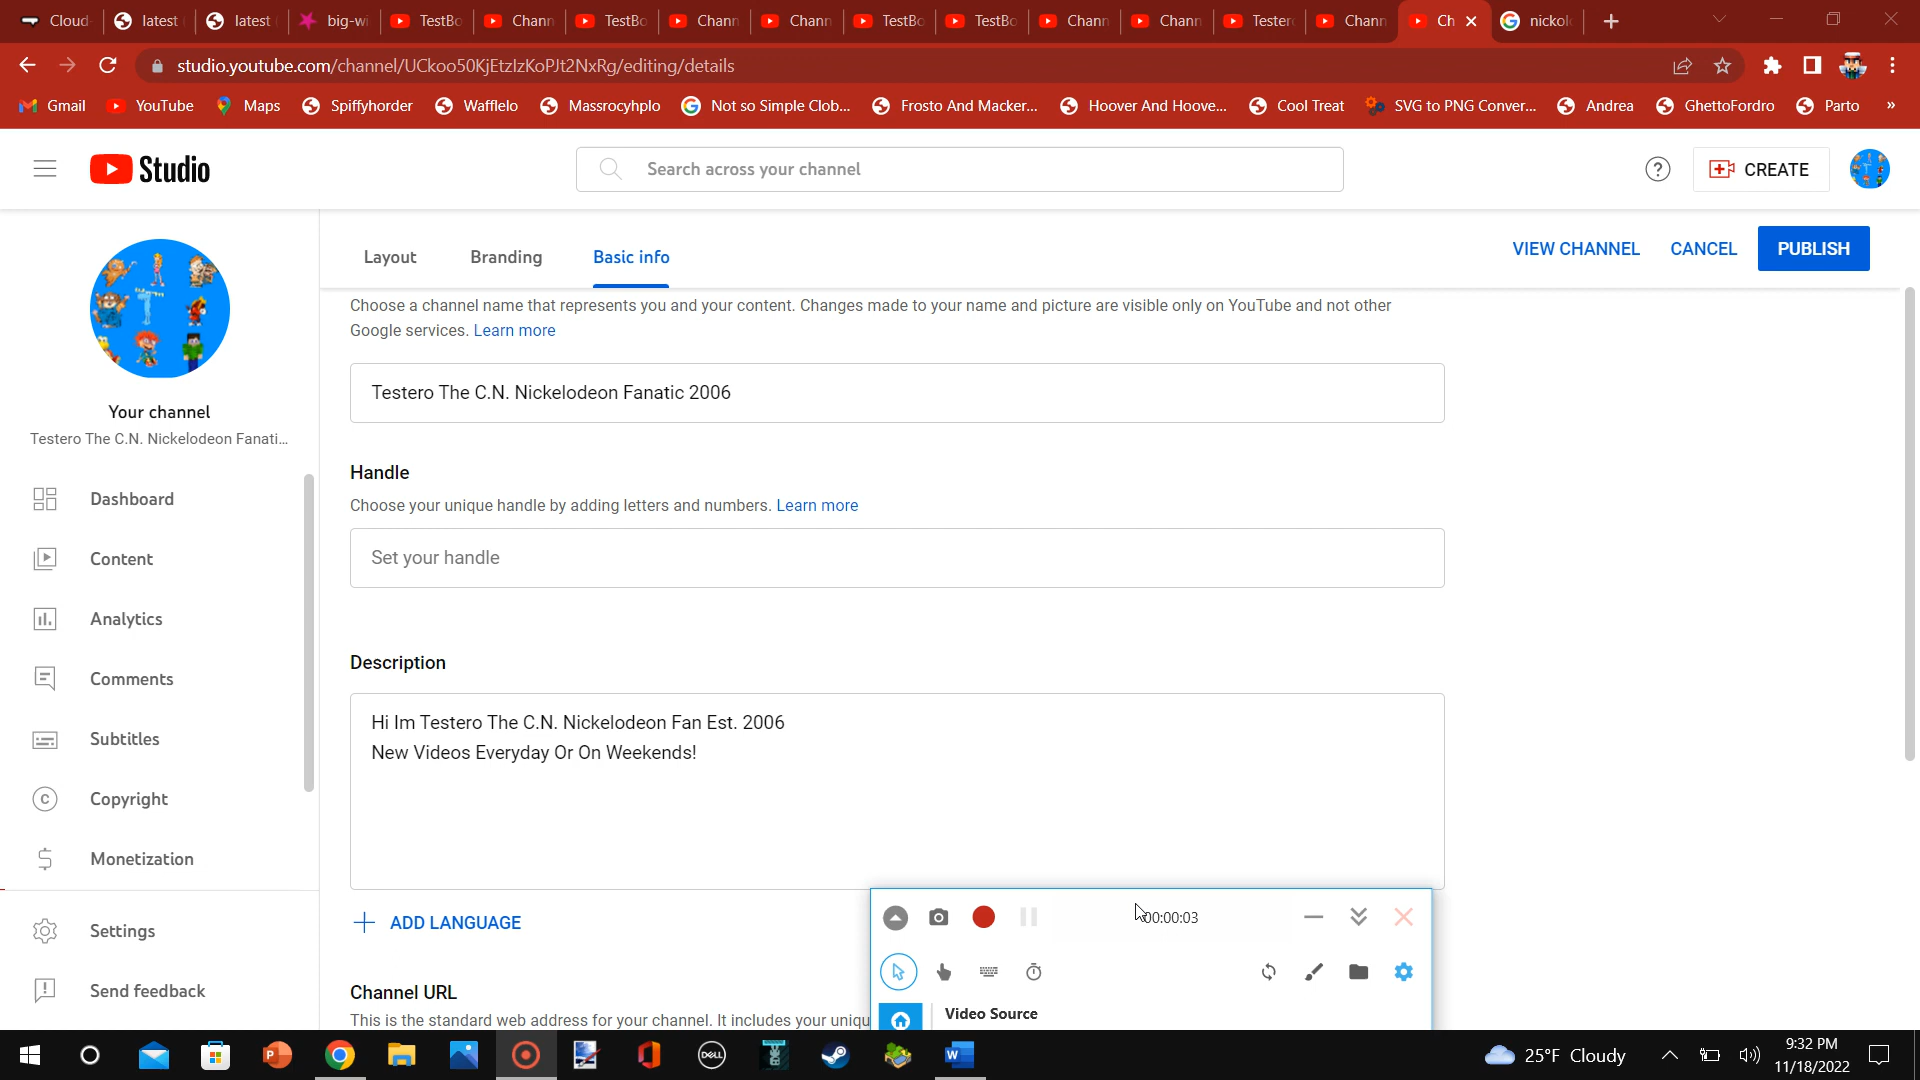 Cloud-
latest
latest
big-wi
TestBo
Chann
TestBo
Chann
Chann
TestBo
TestBo
Chann
Chann
Tester
Chann
Ch
nickol
studio.youtube.com/channel/UCkoo50KjEtzIzKoPJt2NxRg/editing/details
Gmail
YouTube
Maps
Spiffyhorder
Wafflelo
Massrocyhplo
Not so Simple Clob...
Frosto And Macker...
Hoover And Hoove...
Cool Treat
SVG to PNG Conver...
Andrea
GhettoFordro
Parto
»
Studio
Search across your channel
CREATE
Layout
Branding
Basic info
VIEW CHANNEL
CANCEL
PUBLISH
Choose a channel name that represents you and your content. Changes made to your name and picture are visible only on YouTube and not other
Google services. Learn more
Testero The C.N. Nickelodeon Fanatic 2006
Your channel
Testero The C.N. Nickelodeon Fanati...
Handle
Choose your unique handle by adding letters and numbers. Learn more
Set your handle
Dashboard
Content
Analytics
Comments
Subtitles
Copyright
Monetization
Settings
Send feedback
Description
Hi Im Testero The C.N. Nickelodeon Fan Est. 2006
New Videos Everyday Or On Weekends!
ADD LANGUAGE
00:00:03
Channel URL
This is the standard web address for your channel. It includes your uniqu
Video Source
DELL
25°F Cloudy
9:32 PM
11/18/2022